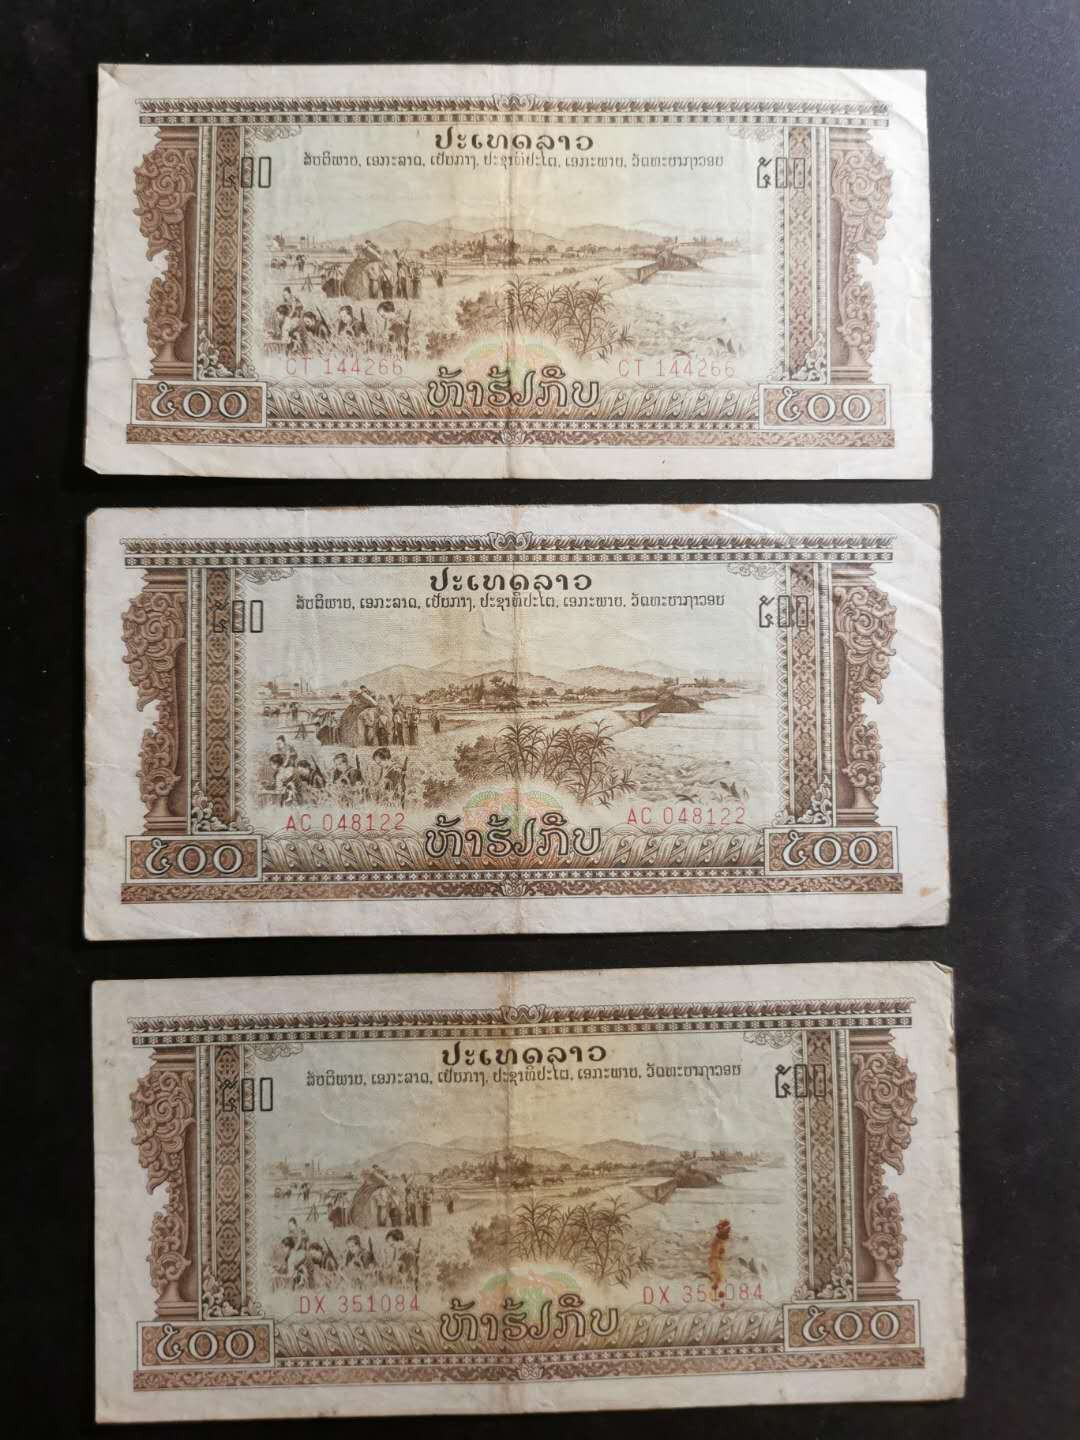 ປະເທດລາວ
ສັນຕິພາບ, ເອກະລາດ, ເປັນກາງ, ປະຊາທິປະໄຕ, ເອກະພາບ, ວັດທະນາຖາວອນ
໕໐໐ ໕໐໐
CT 144266 CT 144266
ຫ້າຮ້ອຽກີບ
໕໐໐ ໕໐໐
ປະເທດລາວ
ສັນຕິພາບ, ເອກະລາດ, ເປັນກາງ, ປະຊາທິປະໄຕ, ເອກະພາບ, ວັດທະນາຖາວອນ
໕໐໐ ໕໐໐
AC 048122 AC 048122
ຫ້າຮ້ອຽກີບ
໕໐໐ ໕໐໐
ປະເທດລາວ
ສັນຕິພາບ, ເອກະລາດ, ເປັນກາງ, ປະຊາທິປະໄຕ, ເອກະພາບ, ວັດທະນາຖາວອນ
໕໐໐ ໕໐໐
DX 351084 DX 351084
ຫ້າຮ້ອຽກີບ
໕໐໐ ໕໐໐